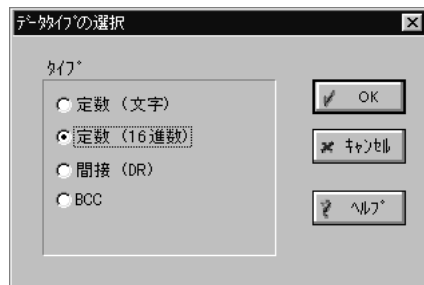 ﾃﾞｰﾀﾀｲﾌﾟの選択
ﾀｲﾌﾟ
定数 (文字)
定数 (16進数)
間接 (DR)
BCC
OK
ｷｬﾝｾﾙ
ﾍﾙﾌﾟ